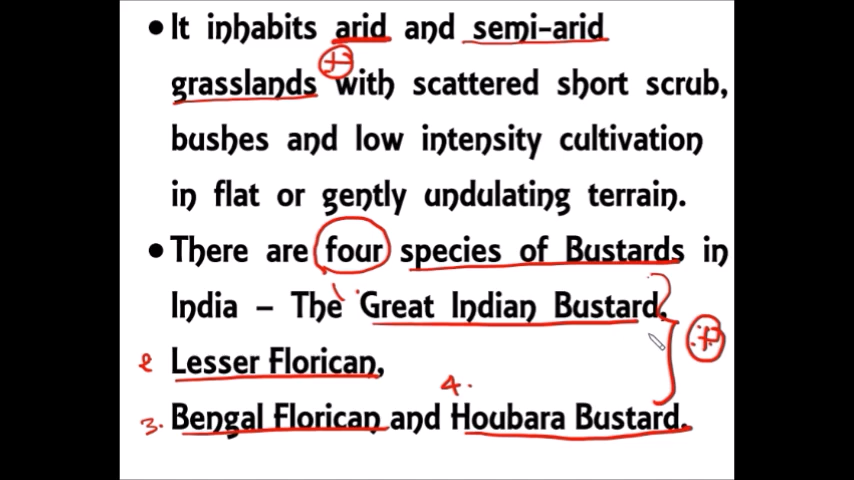 •It inhabits arid and semi-arid
grasslands with scattered short scrub,
bushes and low intensity cultivation
in flat or gently undulating terrain.
•There are four species of Bustards in
1.
India – The Great Indian Bustard,
2 Lesser Florican,
4.
3. Bengal Florican and Houbara Bustard.